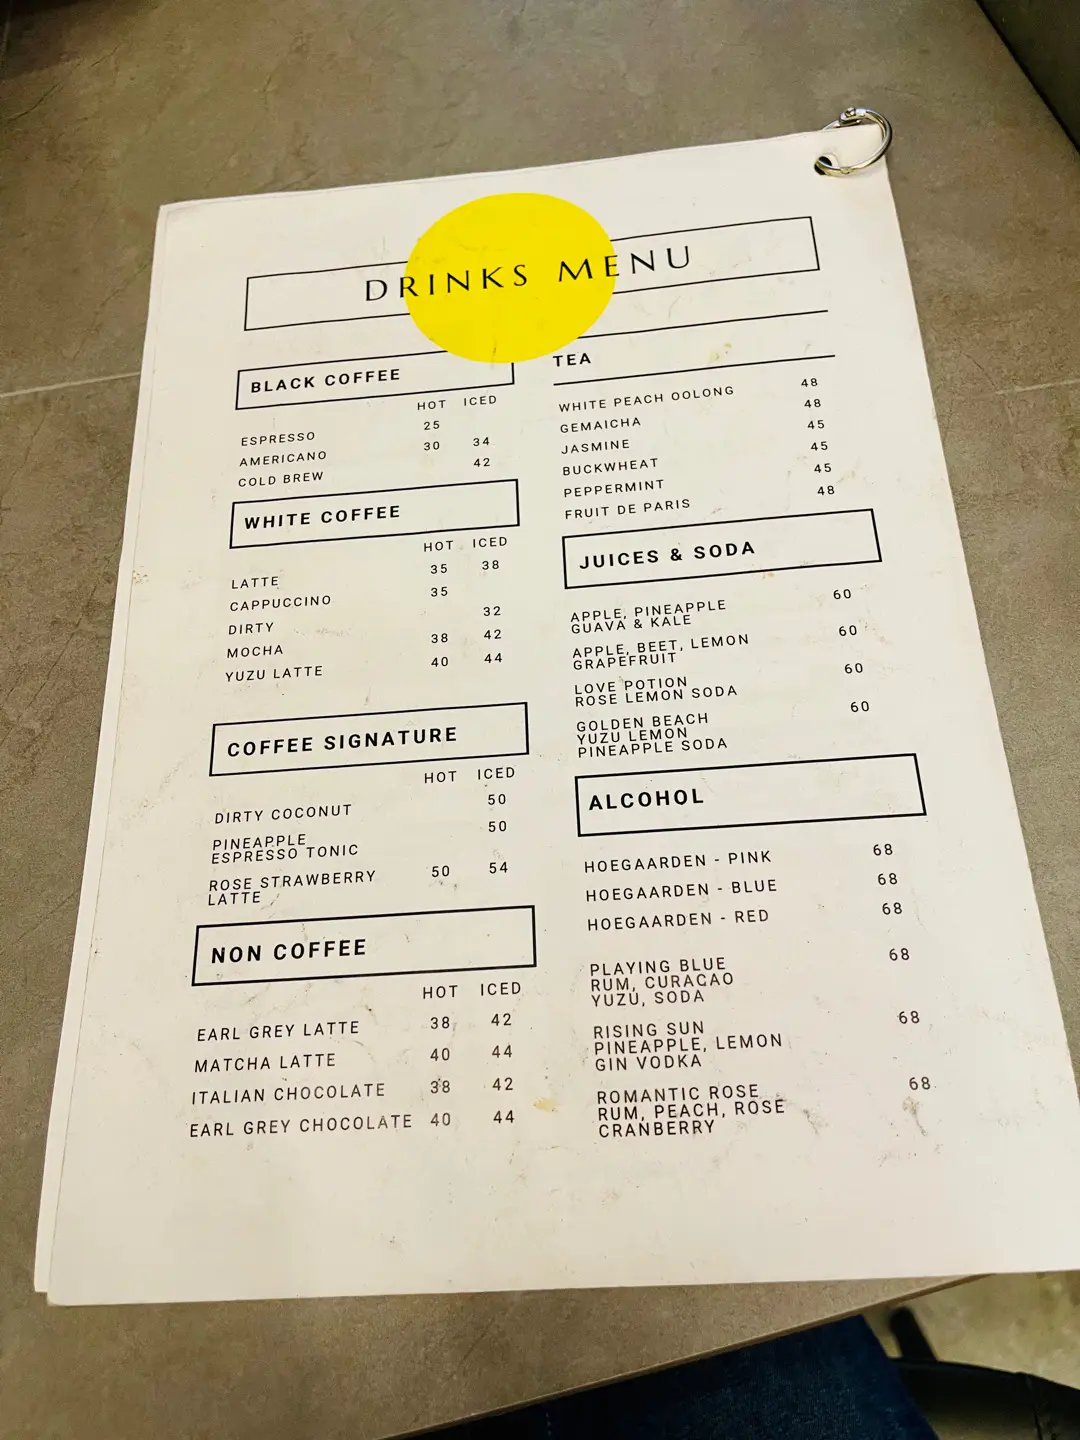 DRINKS MENU
BLACK COFFEE
HOT ICED
ESPRESSO 25
AMERICANO 30 34
COLD BREW 42
WHITE COFFEE
HOT ICED
LATTE 35 38
CAPPUCCINO 35
DIRTY 32
MOCHA 38 42
YUZU LATTE 40 44
COFFEE SIGNATURE
HOT ICED
DIRTY COCONUT 50
PINEAPPLE 50
ESPRESSO TONIC
ROSE STRAWBERRY 50 54
LATTE
NON COFFEE
HOT ICED
EARL GREY LATTE 38 42
MATCHA LATTE 40 44
ITALIAN CHOCOLATE 38 42
EARL GREY CHOCOLATE 40 44
TEA
WHITE PEACH OOLONG 48
GEMAICHA 48
JASMINE 45
BUCKWHEAT 45
PEPPERMINT 45
FRUIT DE PARIS 48
JUICES & SODA
APPLE, PINEAPPLE 60
GUAVA & KALE
APPLE, BEET, LEMON 60
GRAPEFRUIT
LOVE POTION 60
ROSE LEMON SODA
GOLDEN BEACH 60
YUZU LEMON
PINEAPPLE SODA
ALCOHOL
HOEGAARDEN - PINK 68
HOEGAARDEN - BLUE 68
HOEGAARDEN - RED 68
PLAYING BLUE 68
RUM, CURACAO
YUZU, SODA
RISING SUN 68
PINEAPPLE, LEMON
GIN VODKA
ROMANTIC ROSE 68
RUM, PEACH, ROSE
CRANBERRY